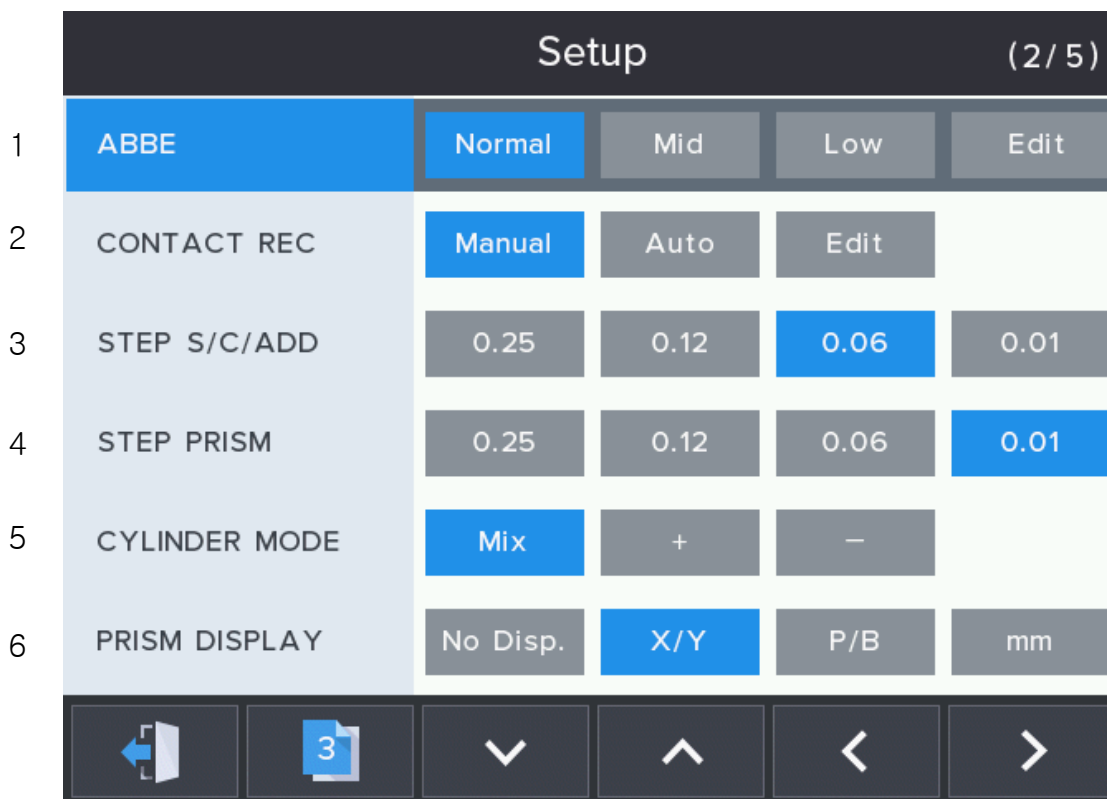 Setup (2/5)
1 ABBE Normal Mid Low Edit
2 CONTACT REC Manual Auto Edit
3 STEP S/C/ADD 0.25 0.12 0.06 0.01
4 STEP PRISM 0.25 0.12 0.06 0.01
5 CYLINDER MODE Mix + −
6 PRISM DISPLAY No Disp. X/Y P/B mm
3